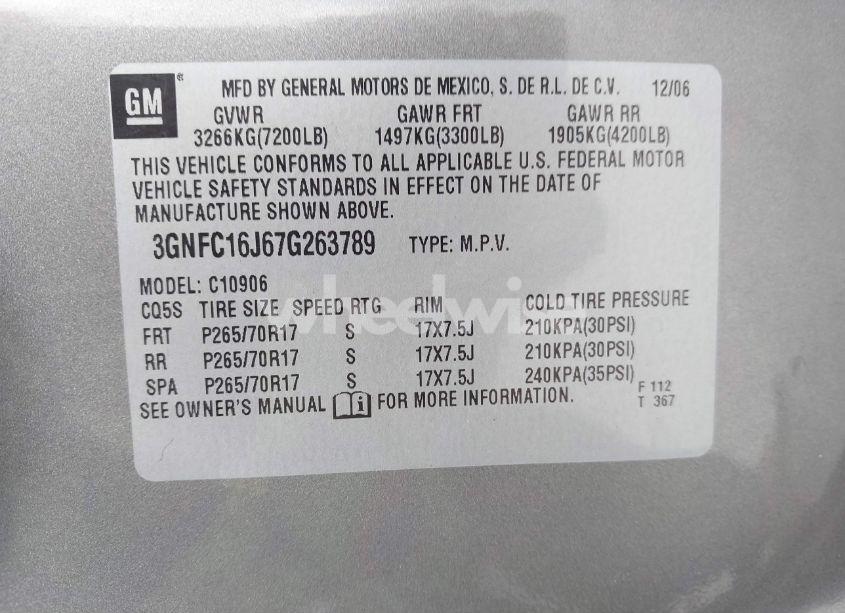 GM ® MFD BY GENERAL MOTORS DE MEXICO, S. DE R.L. DE C.V. 12/06
GVWR GAWR FRT GAWR RR
3266KG(7200LB) 1497KG(3300LB) 1905KG(4200LB)
THIS VEHICLE CONFORMS TO ALL APPLICABLE U.S. FEDERAL MOTOR
VEHICLE SAFETY STANDARDS IN EFFECT ON THE DATE OF
MANUFACTURE SHOWN ABOVE.
3GNFC16J67G263789 TYPE: M.P.V.
MODEL: C10906
CQ5S TIRE SIZE SPEED RTG RIM COLD TIRE PRESSURE
FRT P265/70R17 S 17X7.5J 210KPA(30PSI)
RR P265/70R17 S 17X7.5J 210KPA(30PSI)
SPA P265/70R17 S 17X7.5J 240KPA(35PSI)
SEE OWNER'S MANUAL i FOR MORE INFORMATION.
F 112
T 367